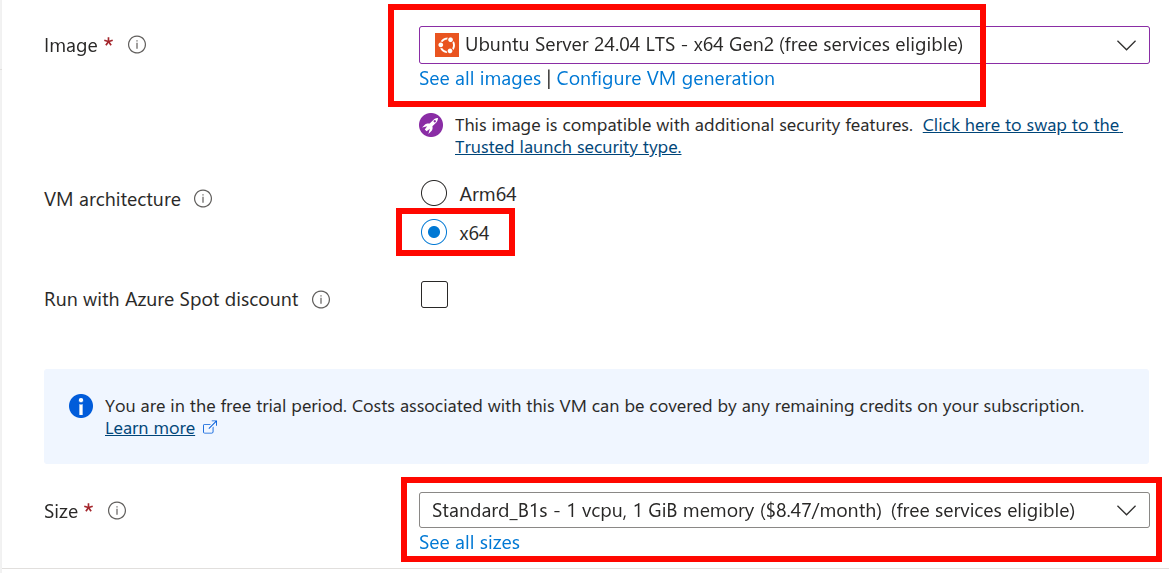 Image *
Ubuntu Server 24.04 LTS - x64 Gen2 (free services eligible)
See all images | Configure VM generation
This image is compatible with additional security features. Click here to swap to the
Trusted launch security type.
VM architecture
Arm64
x64
Run with Azure Spot discount
You are in the free trial period. Costs associated with this VM can be covered by any remaining credits on your subscription.
Learn more
Size *
Standard_B1s - 1 vcpu, 1 GiB memory ($8.47/month) (free services eligible)
See all sizes